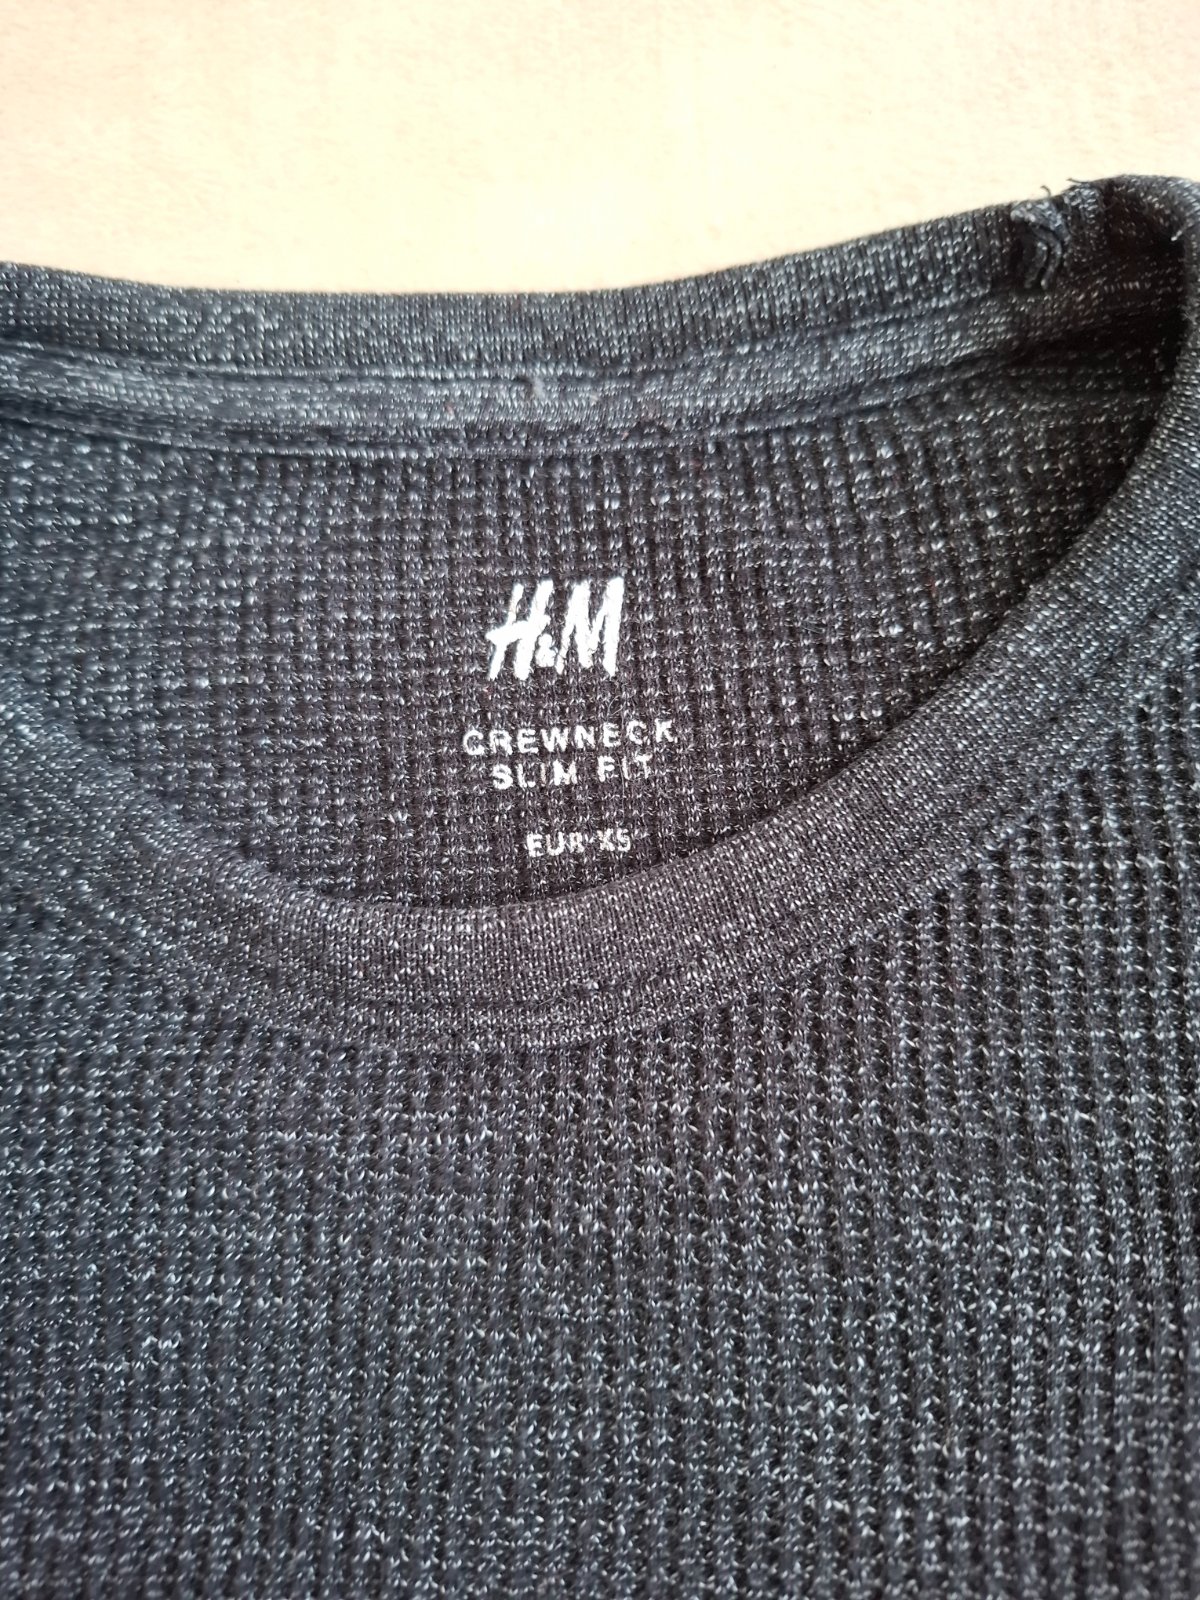 H&M
CREWNECK
SLIM FIT
EUR XS